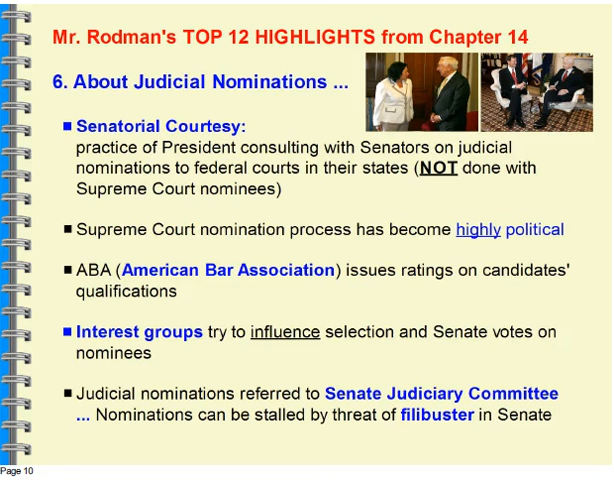 Mr. Rodman's TOP 12 HIGHLIGHTS from Chapter 14
6. About Judicial Nominations ...
Senatorial Courtesy:
practice of President consulting with Senators on judicial
nominations to federal courts in their states (NOT done with
Supreme Court nominees)
Supreme Court nomination process has become highly political
ABA (American Bar Association) issues ratings on candidates'
qualifications
Interest groups try to influence selection and Senate votes on
nominees
Judicial nominations referred to Senate Judiciary Committee
... Nominations can be stalled by threat of filibuster in Senate
Page 10